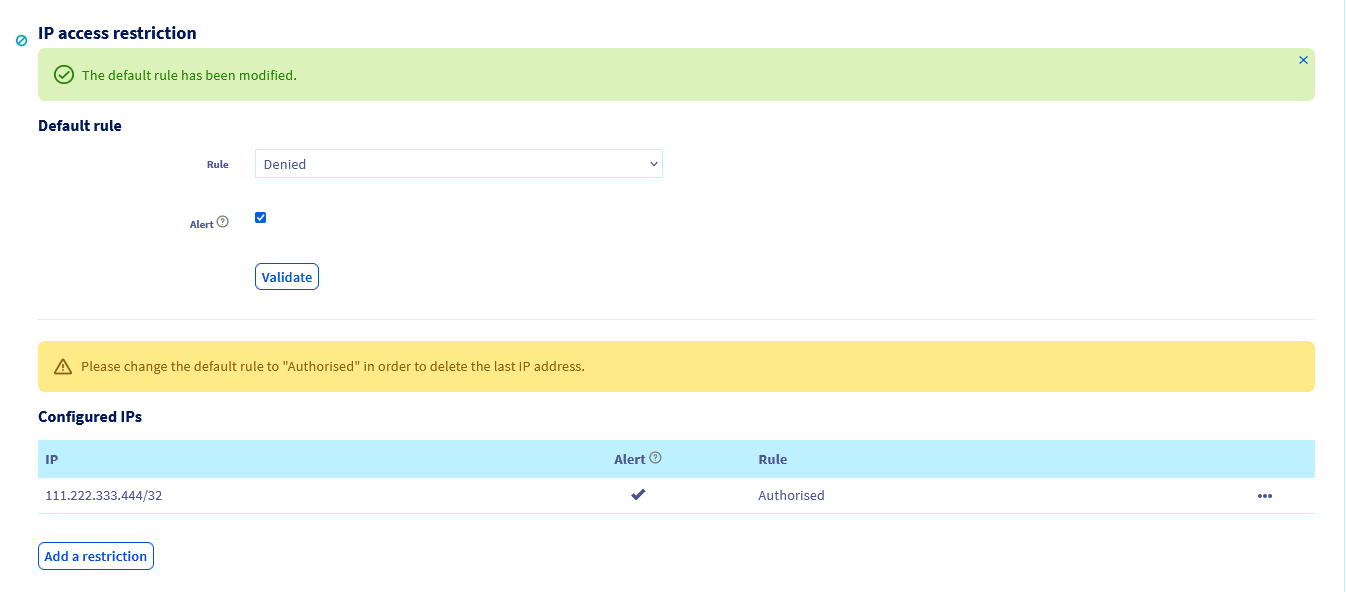 IP access restriction
The default rule has been modified.
Default rule
Rule
Denied
Alert
Validate
Please change the default rule to "Authorised" in order to delete the last IP address.
Configured IPs
IP Alert Rule
111.222.333.444/32 Authorised
Add a restriction